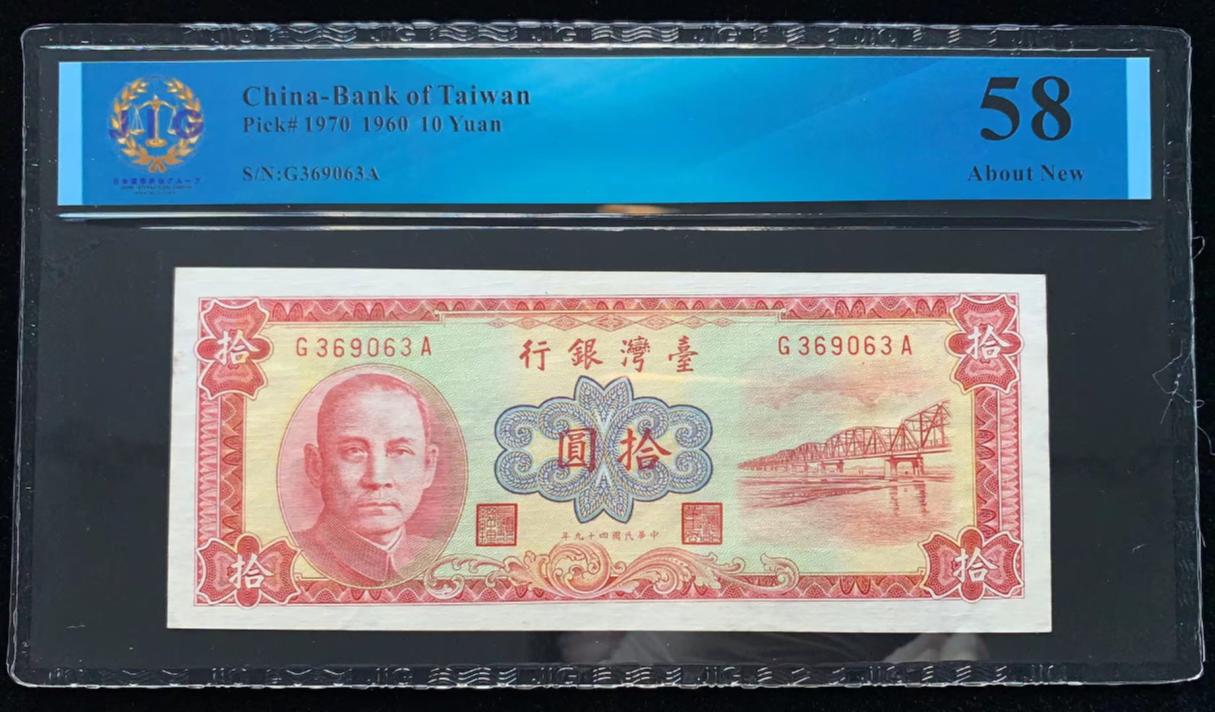 JIG
China-Bank of Taiwan
Pick# 1970 1960 10 Yuan
S/N:G369063A
58
About New
拾
G369063A
行銀灣臺
G369063A
拾
圓拾
年九十四國民華中
拾
拾